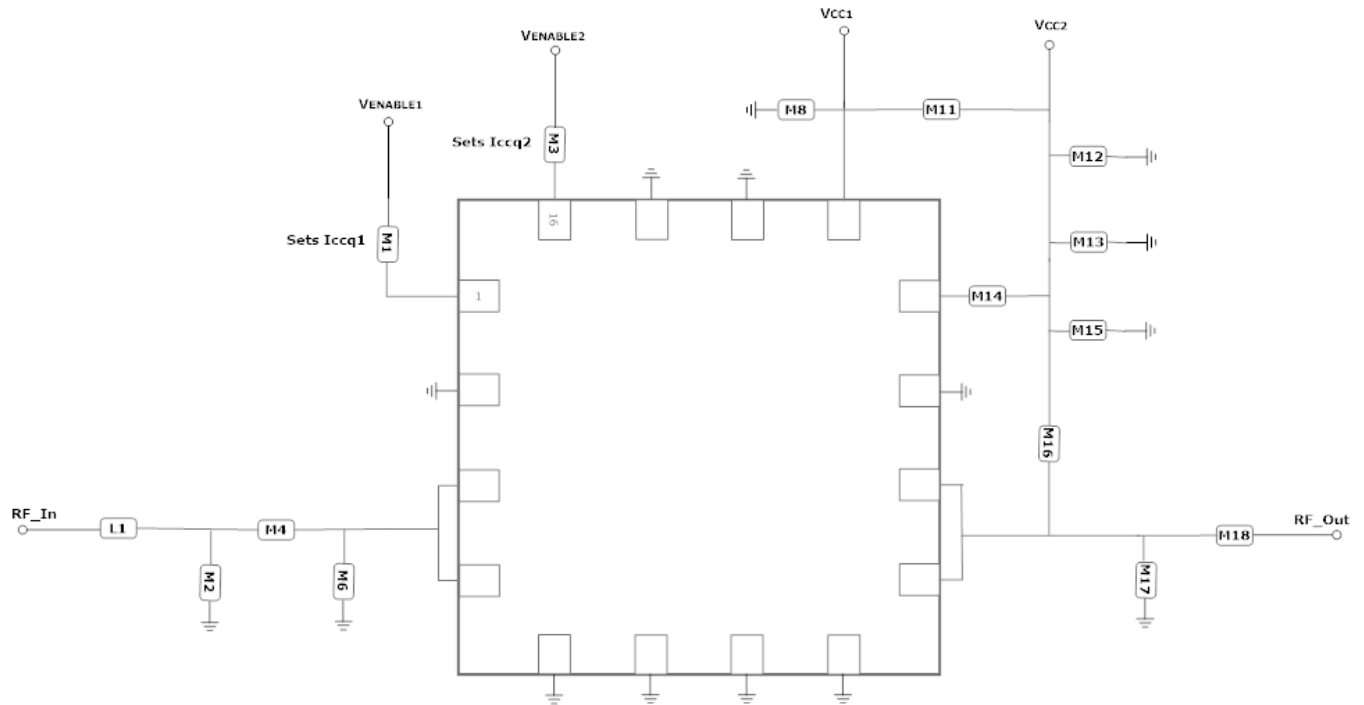 VCC1
VCC2
VENABLE2
M8
M11
VENABLE1
Sets Iccq2
M3
M12
16
Sets Iccq1
M1
M13
1
M14
M15
M16
RF_In
L1
M4
RF_Out
M18
M2
M6
M17